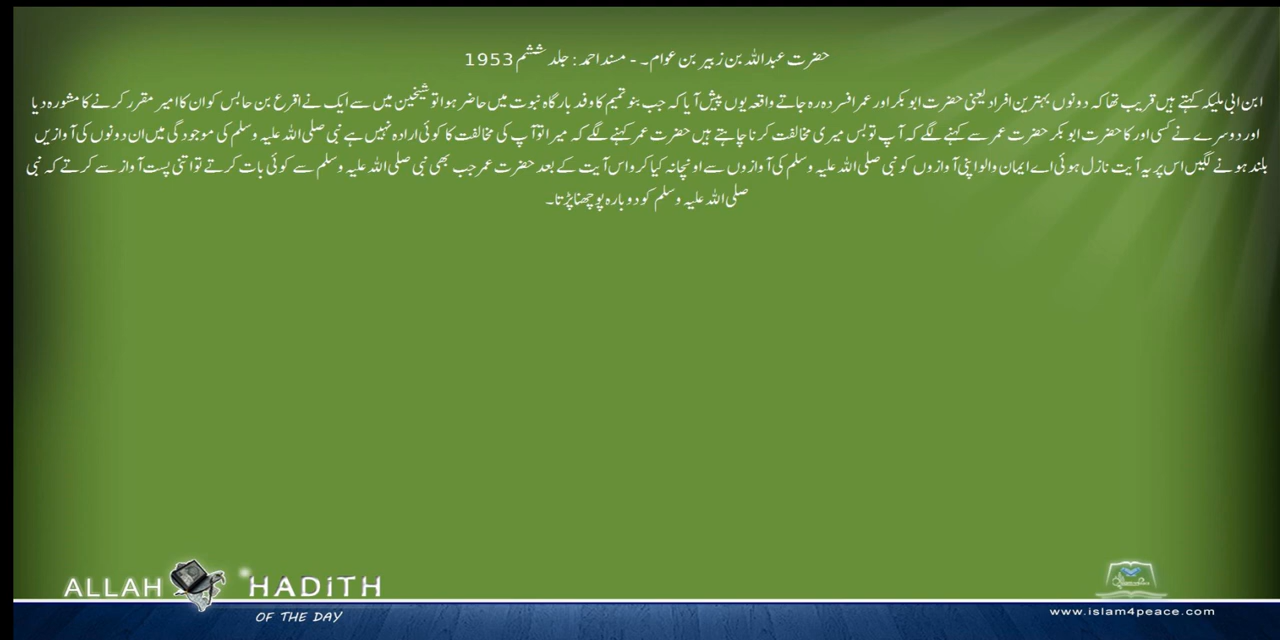 حضرت عبداللہ بن زبیر بن عوام۔ - مسند احمد: جلد ششم 1953
ابن ابی ملیکہ کہتے ہیں قریب تھا کہ دونوں بہترین افراد یعنی حضرت ابوبکر اور عمر افسردہ رہ جاتے واقعہ یوں پیش آیا کہ جب بنو تمیم کا وفد بارگاہ نبوت میں حاضر ہوا تو شیخین میں سے ایک نے اقرع بن حابس کو ان کا امیر مقرر کرنے کا مشورہ دیا
اور دوسرے نے کسی اور کا حضرت ابوبکر حضرت عمر سے کہنے لگے کہ آپ تو بس میری مخالفت کرنا چاہتے ہیں حضرت عمر کہنے لگے کہ میرا تو آپ کی مخالفت کا کوئی ارادہ نہیں ہے نبی صلی اللہ علیہ وسلم کی موجودگی میں ان دونوں کی آوازیں
بلند ہونے لگیں اس پر یہ آیت نازل ہوئی اے ایمان والو اپنی آوازوں کو نبی صلی اللہ علیہ وسلم کی آوازوں سے اونچا نہ کیا کرو اس آیت کے بعد حضرت عمر جب بھی نبی صلی اللہ علیہ وسلم سے کوئی بات کرتے تو اتنی پست آواز سے کرتے کہ نبی
صلی اللہ علیہ وسلم کو دوبارہ پوچھنا پڑتا۔
ALLAH HADITH
OF THE DAY
www.islam4peace.com